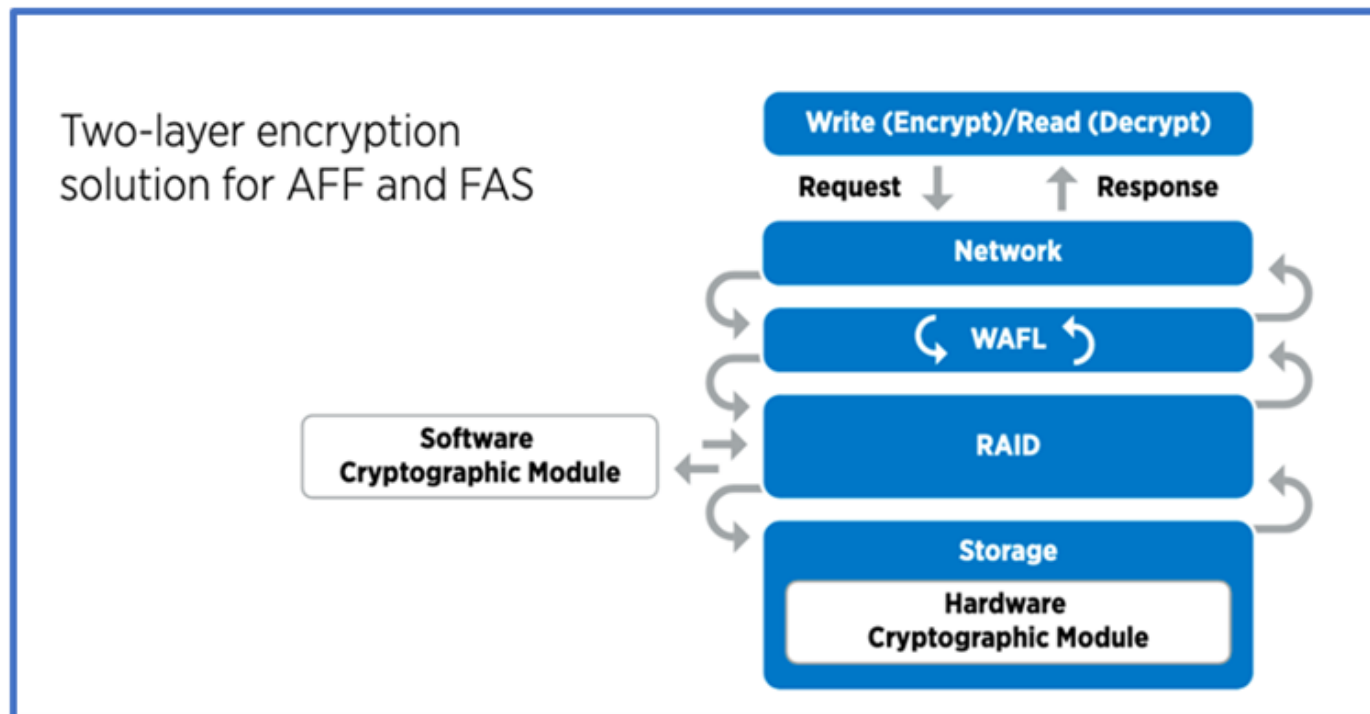 Two-layer encryption
solution for AFF and FAS
Write (Encrypt)/Read (Decrypt)
Request
Response
Network
WAFL
RAID
Software
Cryptographic Module
Storage
Hardware
Cryptographic Module